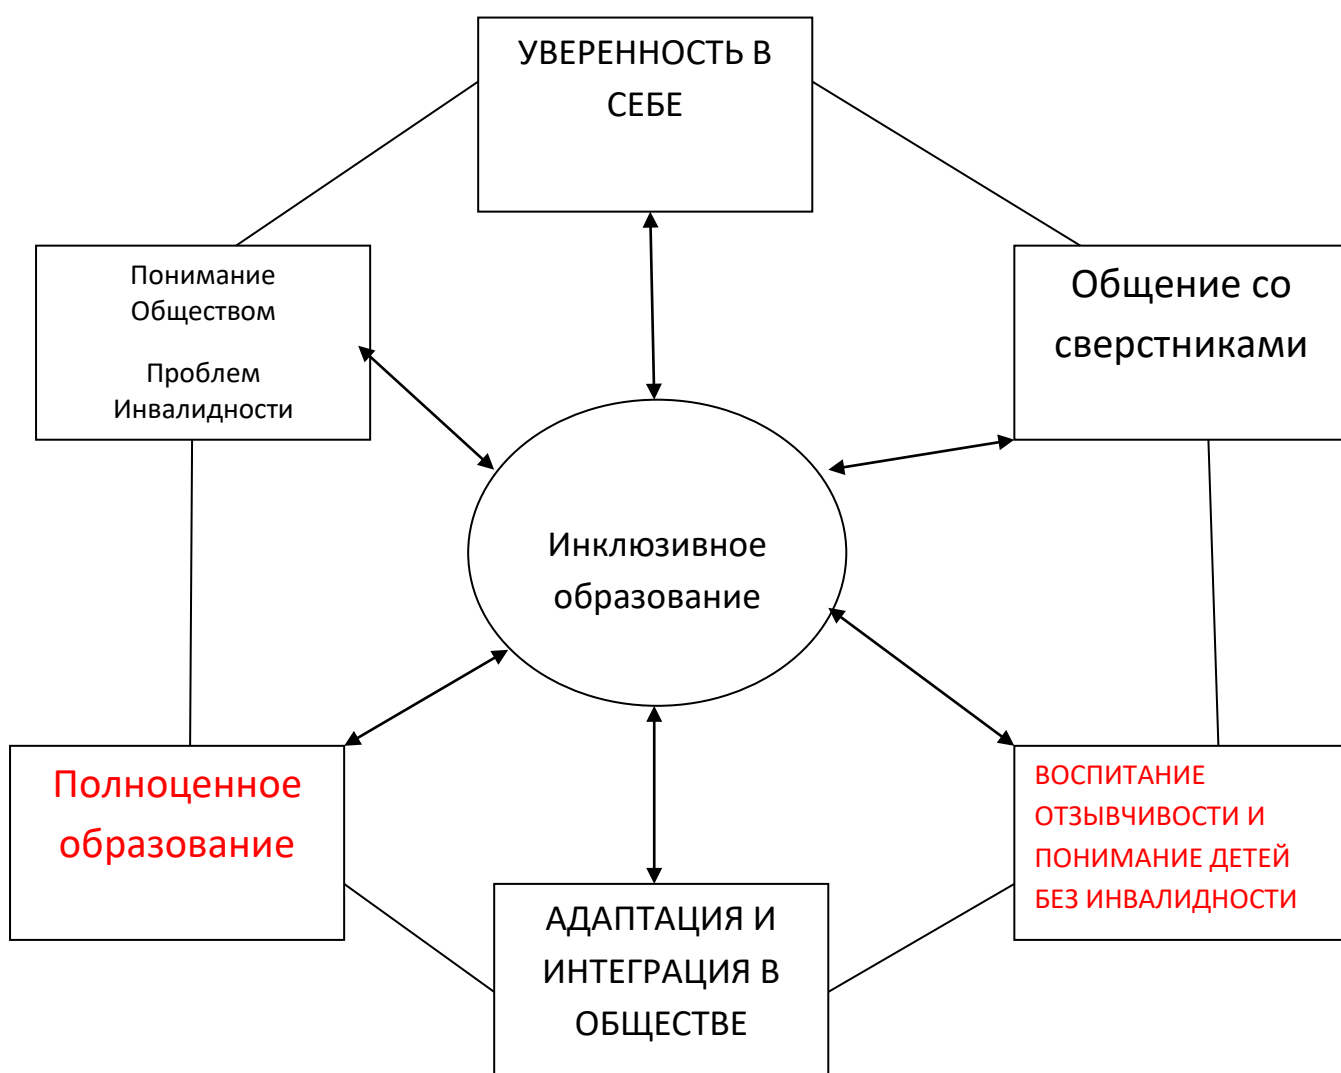 УВЕРЕННОСТЬ В
СЕБЕ
Понимание
Обществом
Проблем
Инвалидности
Общение со
сверстниками
Инклюзивное
образование
Полноценное
образование
ВОСПИТАНИЕ
ОТЗЫВЧИВОСТИ И
ПОНИМАНИЕ ДЕТЕЙ
БЕЗ ИНВАЛИДНОСТИ
АДАПТАЦИЯ И
ИНТЕГРАЦИЯ В
ОБЩЕСТВЕ